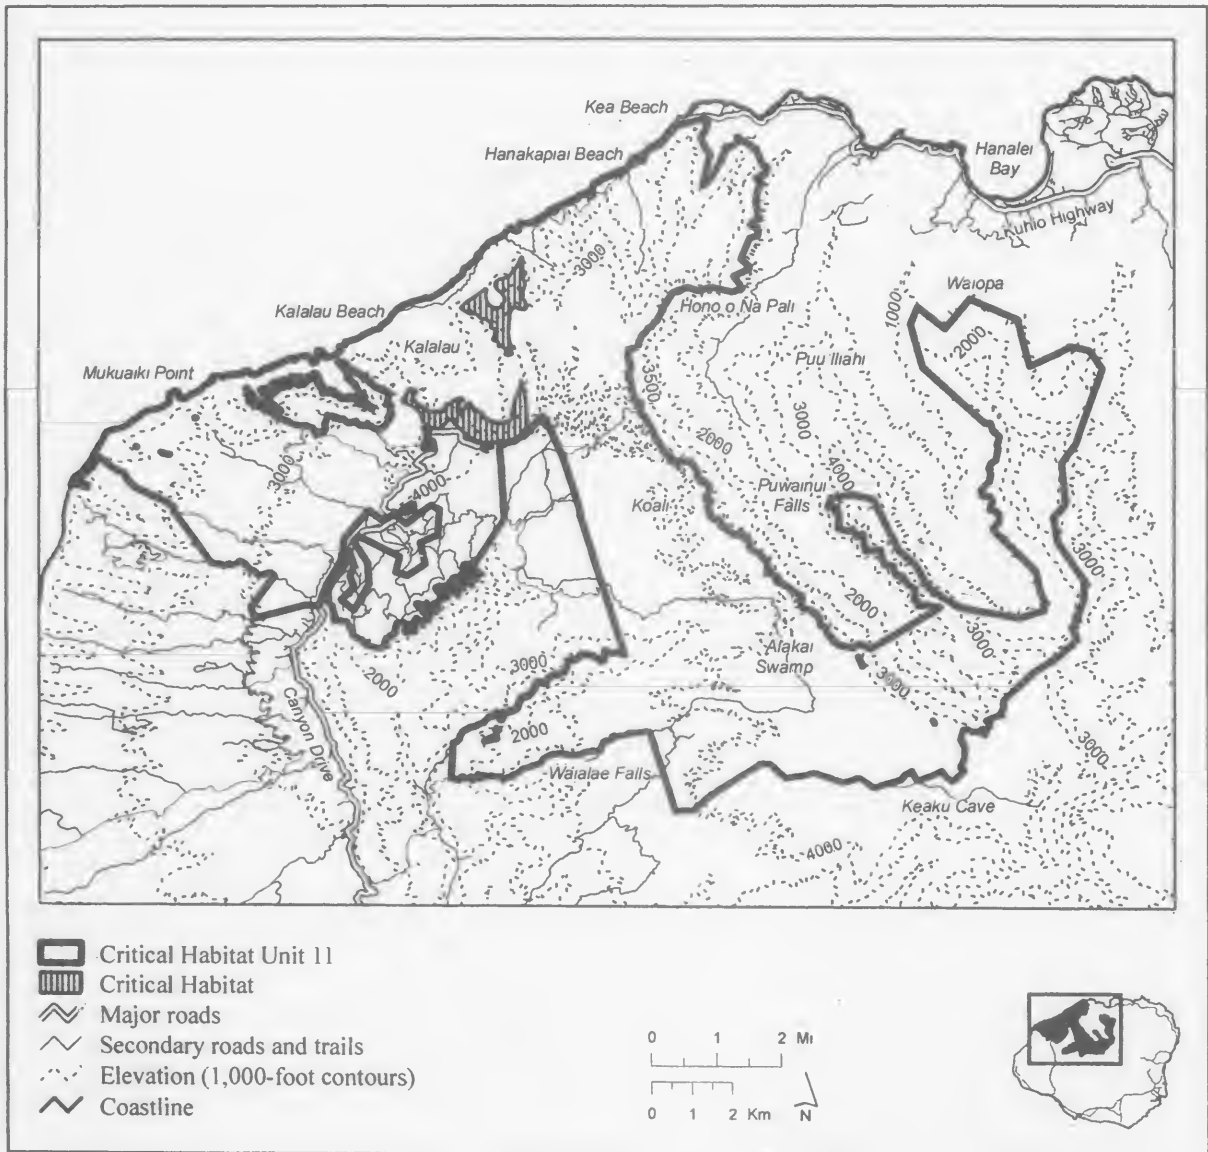 Kea Beach
Hanakapiai Beach
Hanalei
Bay
Kuhio Highway
3000
Waiopa
1000
2000
Hono o Na Pali
Kalalau Beach
Kalalau
Puu Iliahi
Mukuaiki Point
3500
3000
2000
3000
4000
4000
Puwainui
Falls
Koali
3000
2000
Alakai
Swamp
3000
3000
3000
2000
Canyon Drive
2000
3000
Waialae Falls
Keaku Cave
4000
Critical Habitat Unit 11
Critical Habitat
Major roads
Secondary roads and trails
Elevation (1,000-foot contours)
Coastline
0 1 2 Mi
0 1 2 Km
N